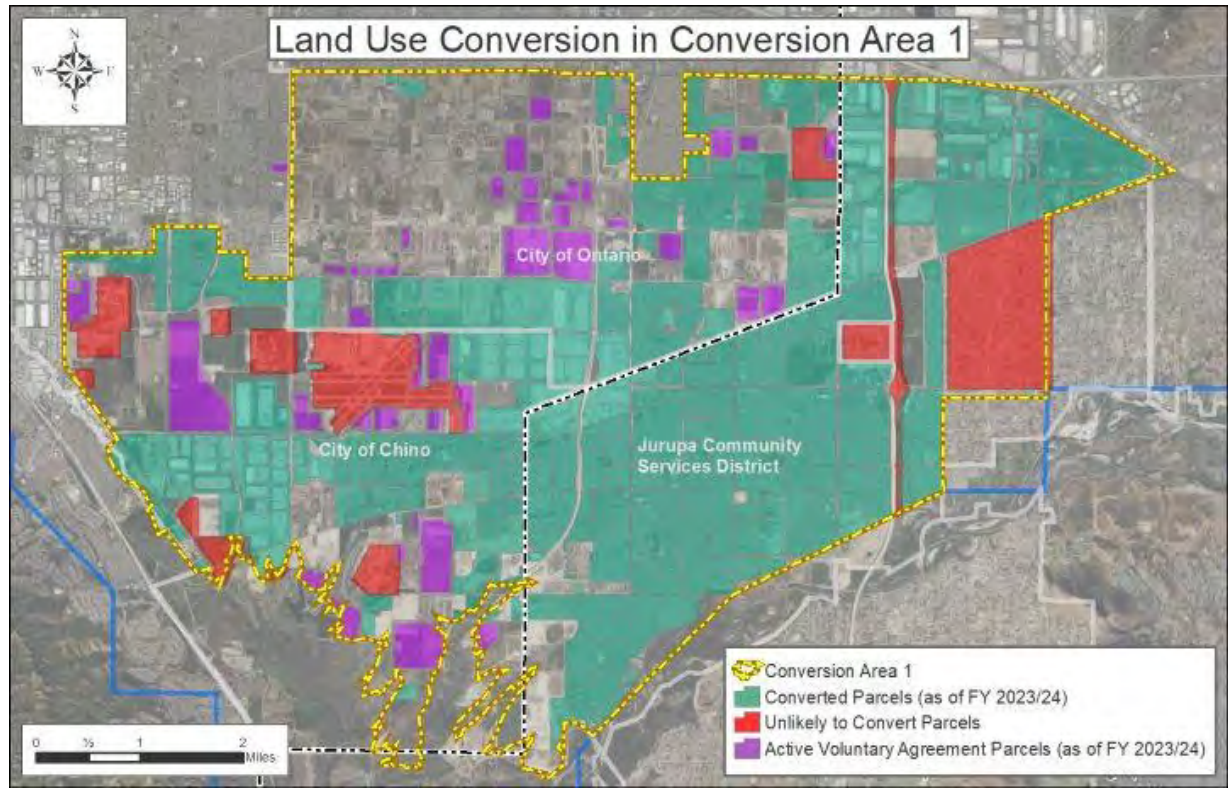 Land Use Conversion in Conversion Area 1
N
W E
S
City of Ontario
City of Chino
Jurupa Community
Services District
Conversion Area 1
Converted Parcels (as of FY 2023/24)
Unlikely to Convert Parcels
Active Voluntary Agreement Parcels (as of FY 2023/24)
0 ½ 1 2
Miles